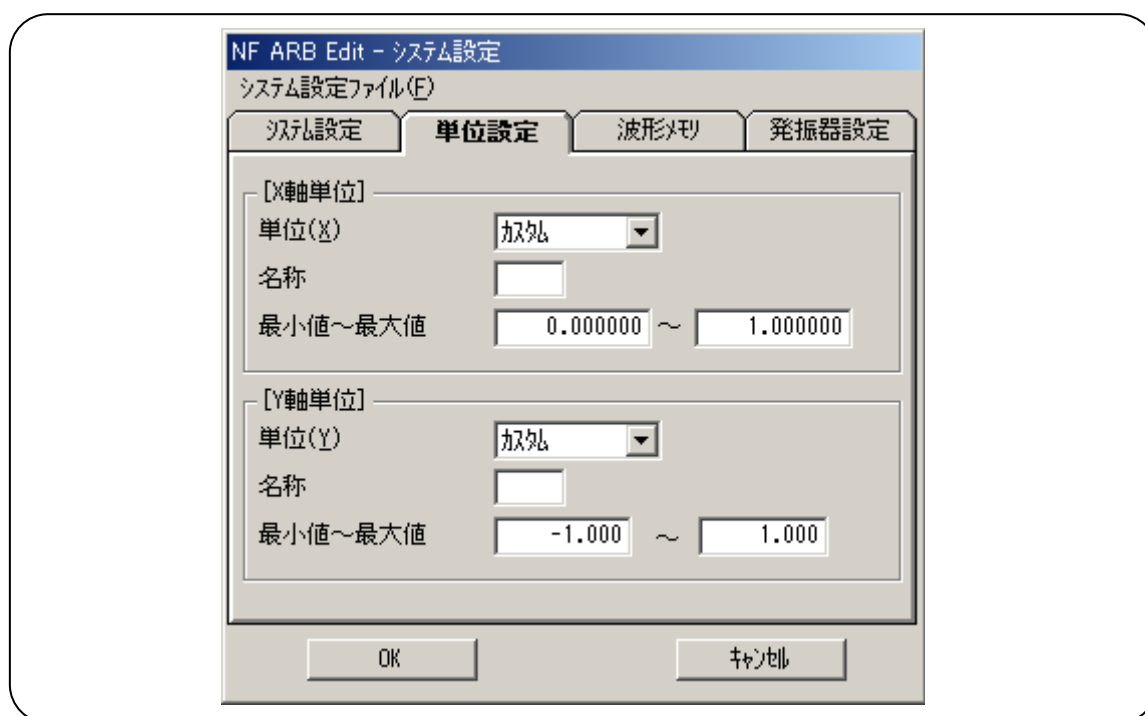 NF ARB Edit - システム設定
システム設定ファイル(F)
システム設定 単位設定 波形メモリ 発振器設定
[X軸単位]
単位(X) カスタム
名称
最小値～最大値 0.000000 ～ 1.000000
[Y軸単位]
単位(Y) カスタム
名称
最小値～最大値 -1.000 ～ 1.000
OK キャンセル